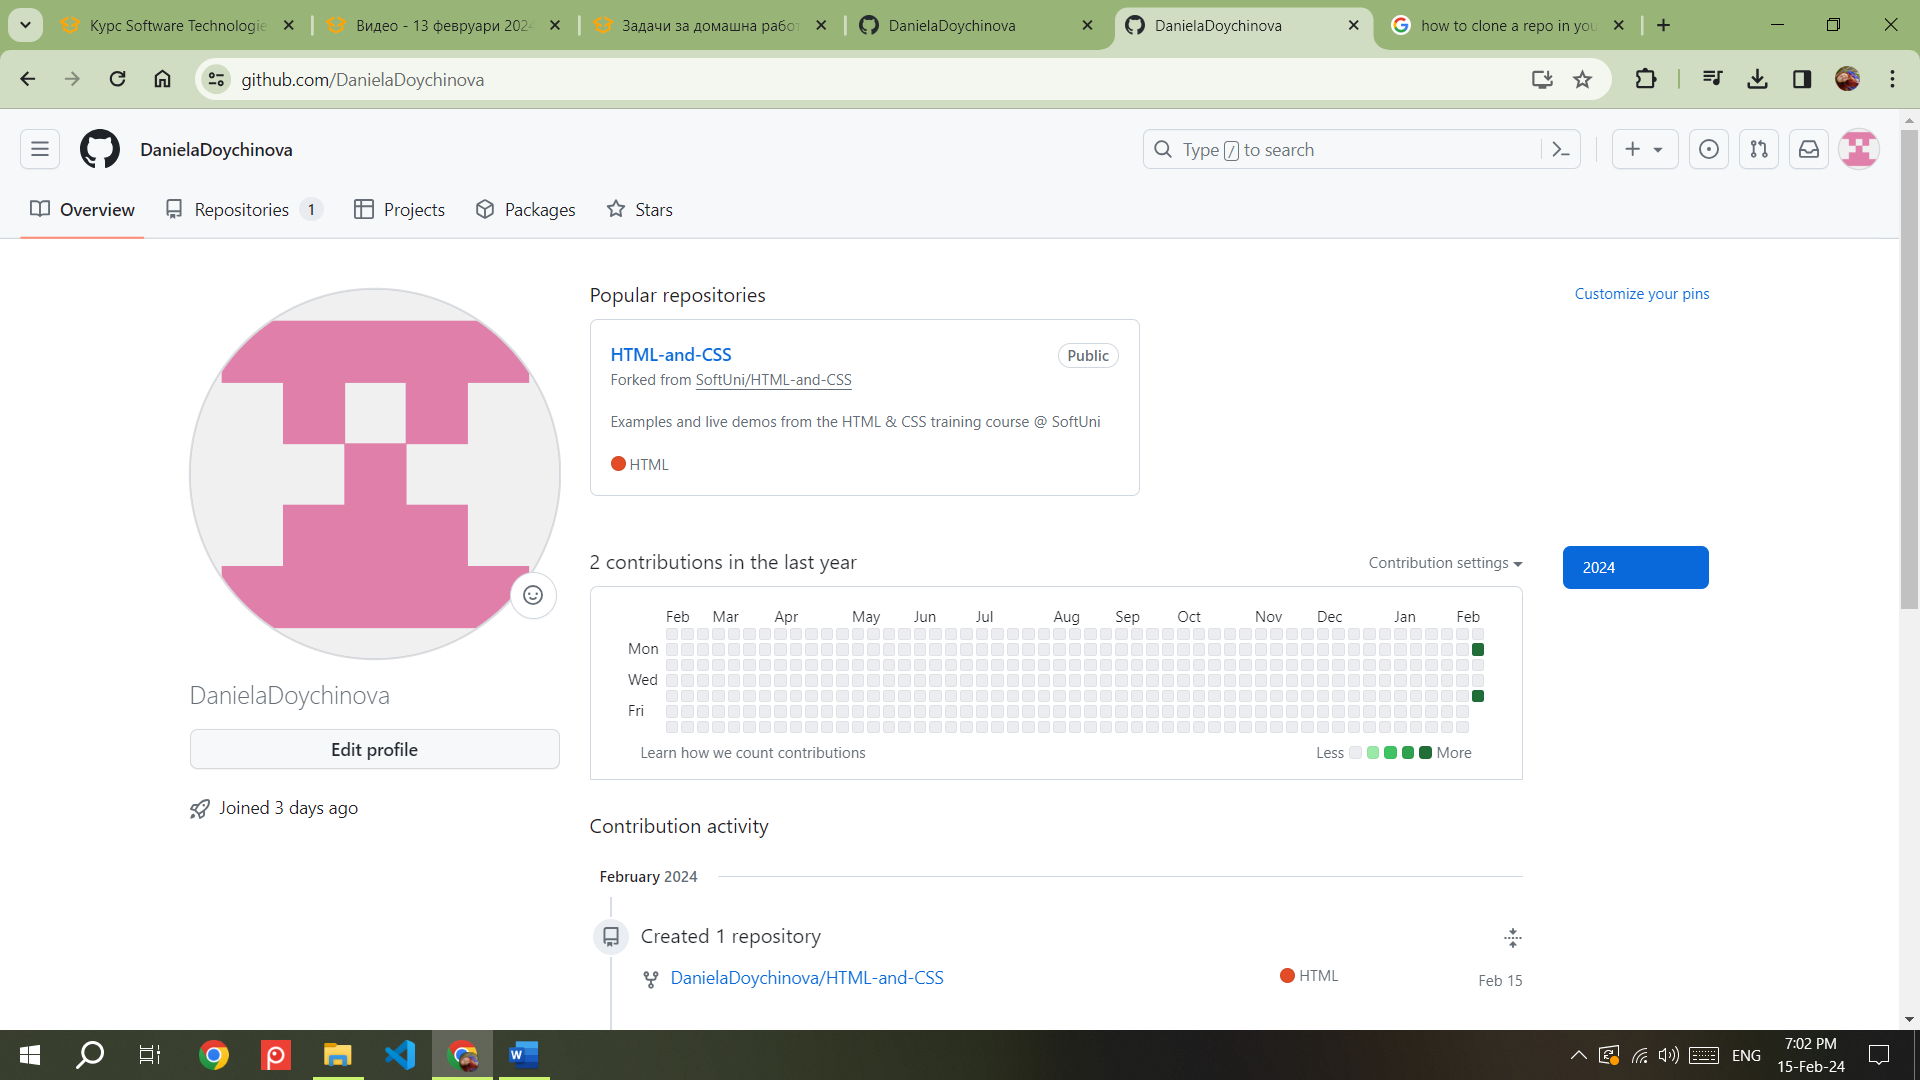 Курс Software Technologie
Видео - 13 февруари 2024
Задачи за домашна работ
DanielaDoychinova
DanielaDoychinova
how to clone a repo in you
github.com/DanielaDoychinova
DanielaDoychinova
Type / to search
Overview
Repositories 1
Projects
Packages
Stars
Popular repositories
Customize your pins
HTML-and-CSS
Public
Forked from SoftUni/HTML-and-CSS
Examples and live demos from the HTML & CSS training course @ SoftUni
HTML
2 contributions in the last year
Contribution settings
2024
Feb Mar Apr May Jun Jul Aug Sep Oct Nov Dec Jan Feb
Mon
Wed
Fri
Learn how we count contributions
Less
More
DanielaDoychinova
Edit profile
Joined 3 days ago
Contribution activity
February 2024
Created 1 repository
DanielaDoychinova/HTML-and-CSS
HTML
Feb 15
ENG
7:02 PM
15-Feb-24